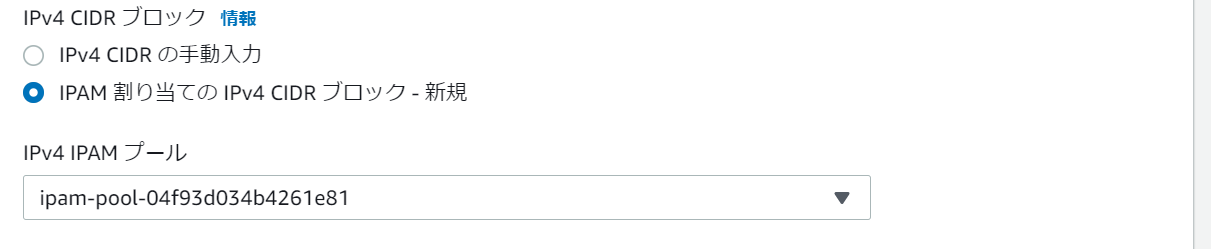 IPv4 CIDR ブロック 情報
IPv4 CIDR の手動入力
IPAM 割り当ての IPv4 CIDR ブロック - 新規
IPv4 IPAM プール
ipam-pool-04f93d034b4261e81